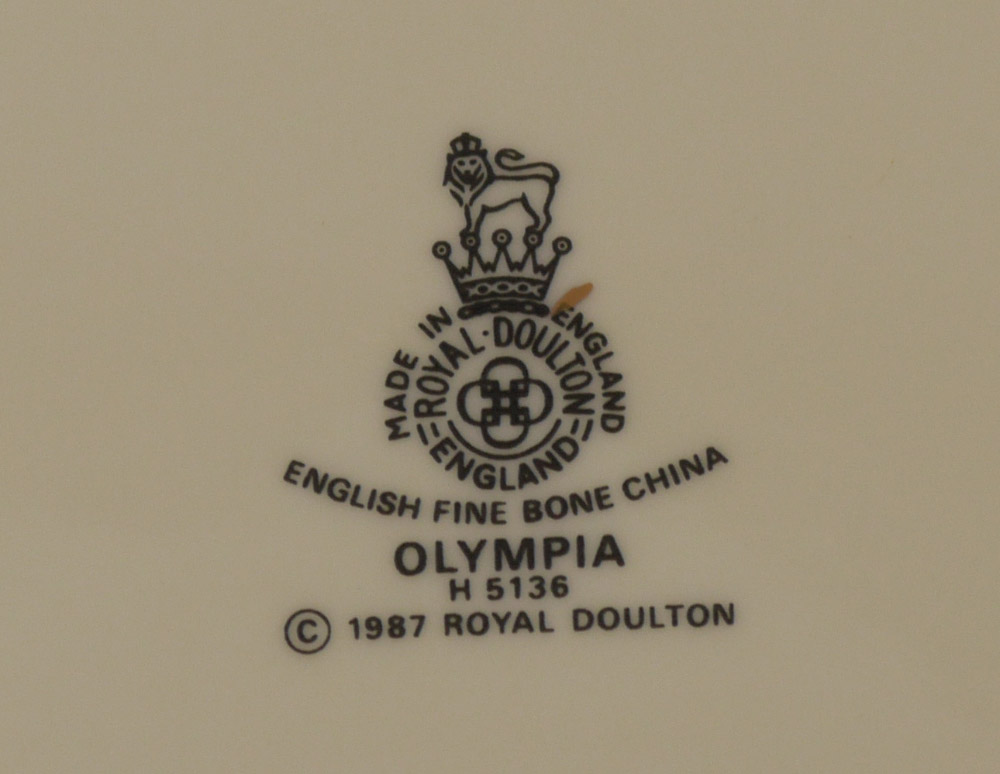 MADE IN ENGLAND
ROYAL·DOULTON
ENGLAND
ENGLISH FINE BONE CHINA
OLYMPIA
H 5136
© 1987 ROYAL DOULTON